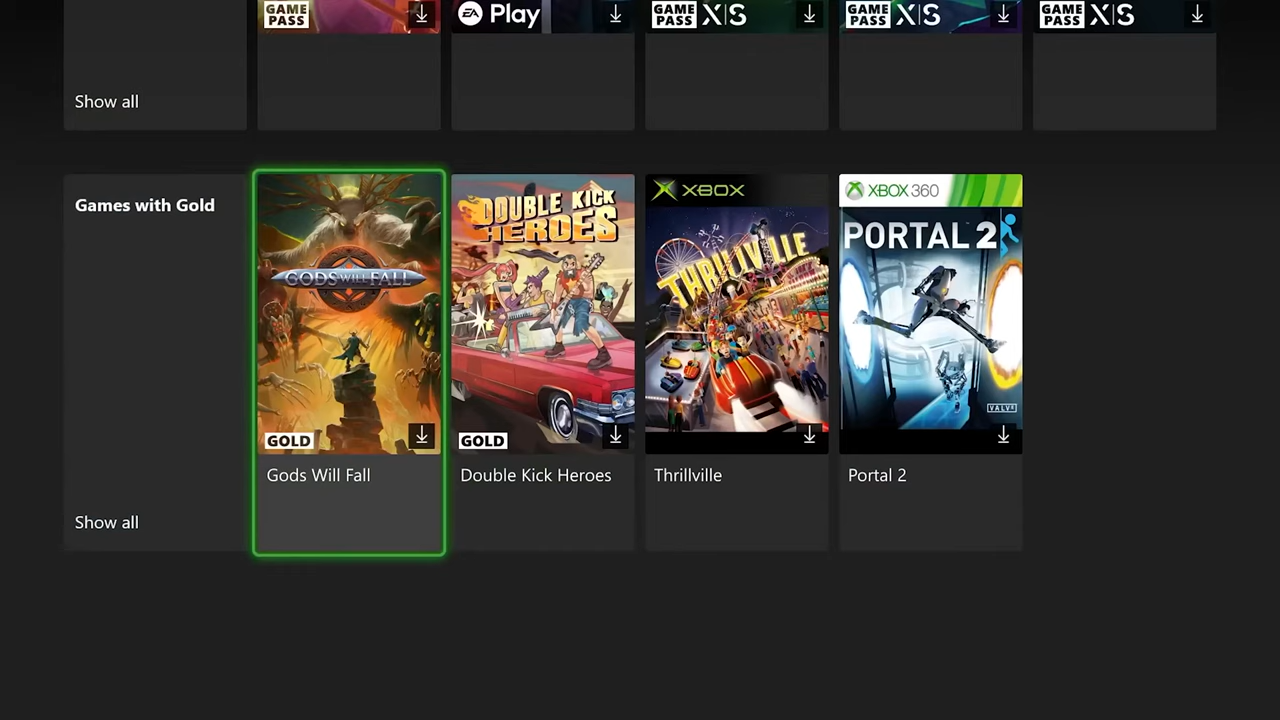 GAME
PASS
EA Play
GAME
PASS X|S
GAME
PASS X|S
GAME
PASS X|S
Show all
Games with Gold
GODS WILL FALL
GOLD
Gods Will Fall
DOUBLE KICK
HEROES
GOLD
Double Kick Heroes
XBOX
THRILLVILLE
Thrillville
XBOX 360
PORTAL 2
VALVE
Portal 2
Show all